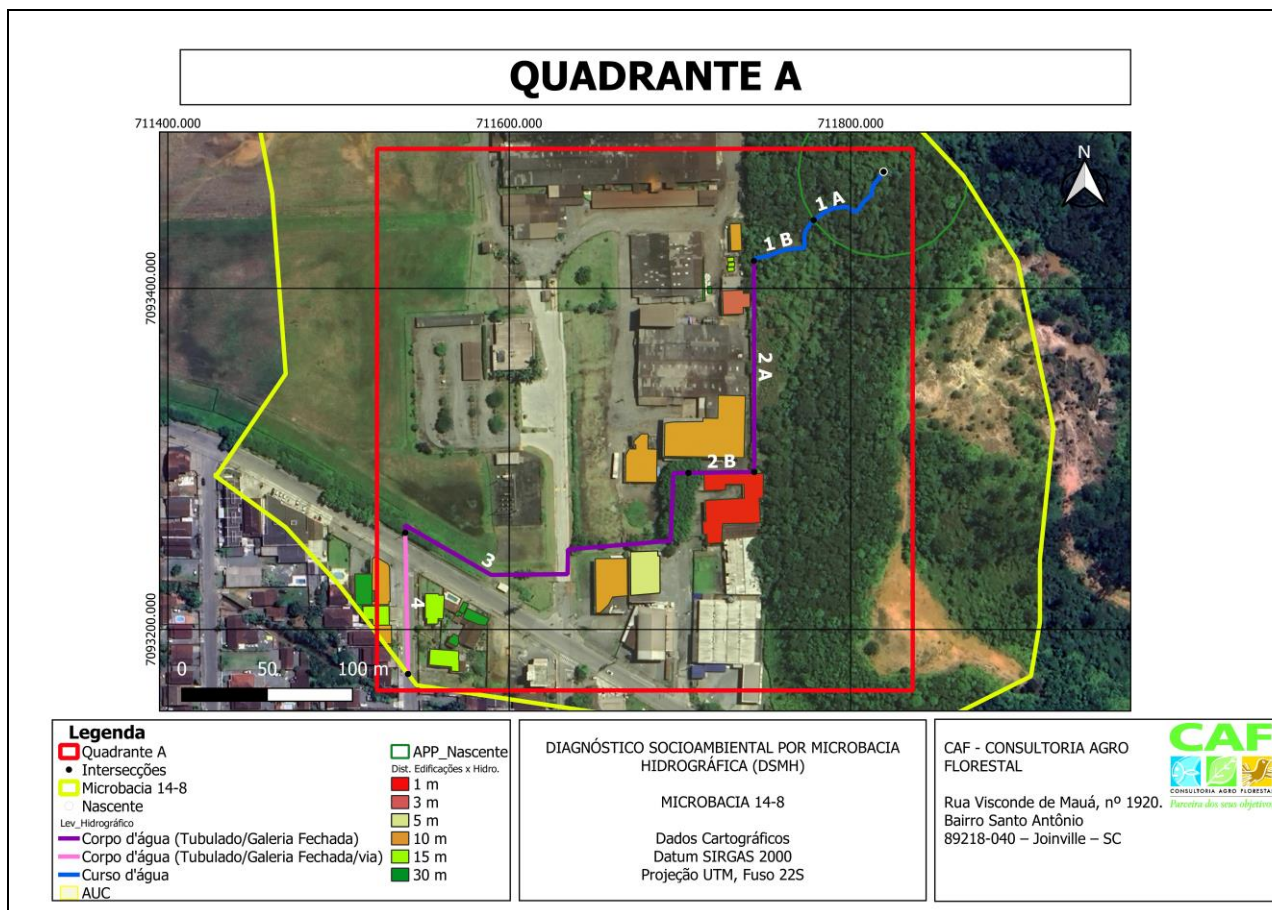 QUADRANTE A
711400.000
711600.000
711800.000
N
1 A
1 B
7093400.000
2 A
2 B
3
4
7093200.000
0
50
100 m
Legenda
Quadrante A
Intersecções
Microbacia 14-8
Nascente
Lev_Hidrográfico
Corpo d'água (Tubulado/Galeria Fechada)
Corpo d'água (Tubulado/Galeria Fechada/via)
Curso d'água
AUC
APP_Nascente
Dist. Edificações x Hidro.
1 m
3 m
5 m
10 m
15 m
30 m
DIAGNÓSTICO SOCIOAMBIENTAL POR MICROBACIA
HIDROGRÁFICA (DSMH)
MICROBACIA 14-8
Dados Cartográficos
Datum SIRGAS 2000
Projeção UTM, Fuso 22S
CAF - CONSULTORIA AGRO
FLORESTAL
Rua Visconde de Mauá, nº 1920.
Bairro Santo Antônio
89218-040 – Joinville – SC
CAF
CONSULTORIA AGRO FLORESTAL
Parceira dos seus objetivos